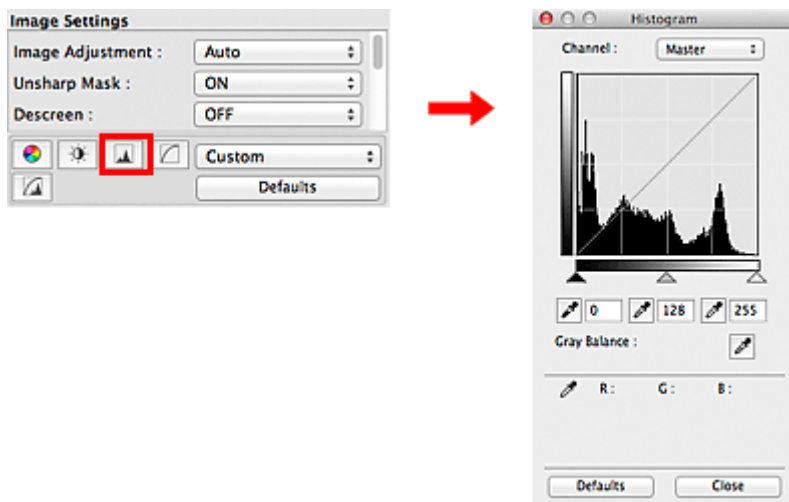 Image Settings
Image Adjustment : Auto
Unsharp Mask : ON
Descreen : OFF
Custom
Defaults
Histogram
Channel : Master
0 128 255
Gray Balance :
R : G : B :
Defaults Close